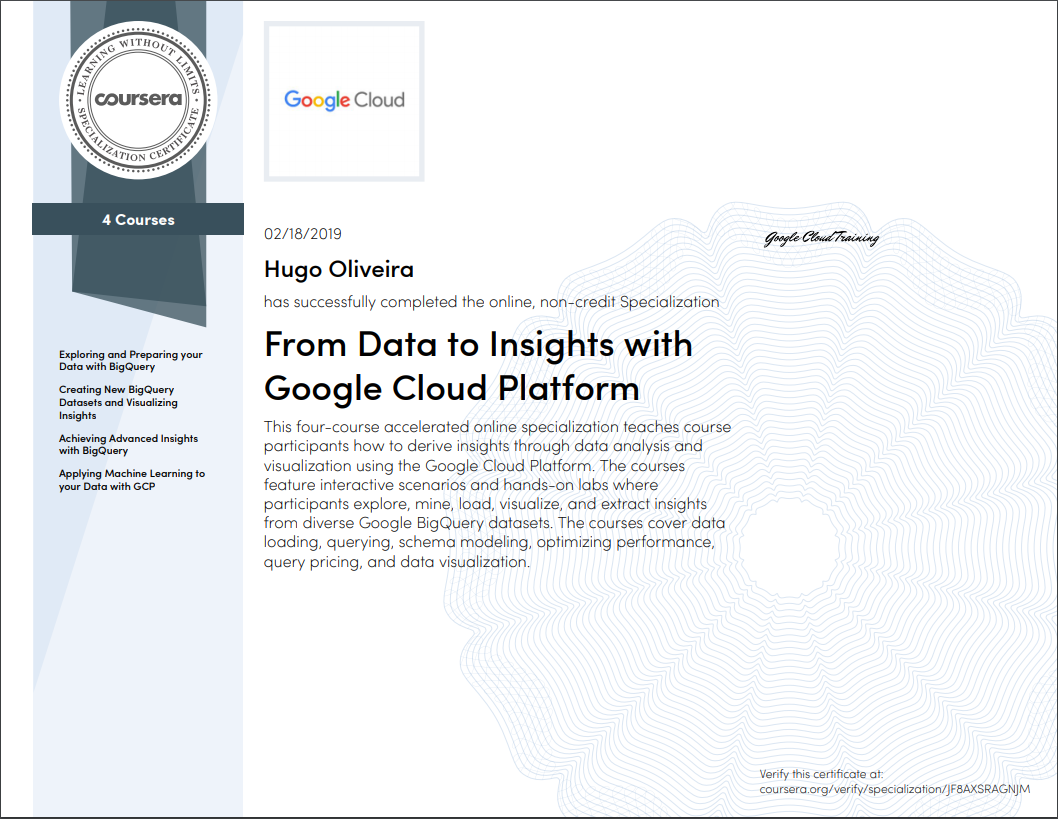 LEARNING WITHOUT LIMITS
coursera
SPECIALIZATION CERTIFICATE
4 Courses
Exploring and Preparing your
Data with BigQuery
Creating New BigQuery
Datasets and Visualizing
Insights
Achieving Advanced Insights
with BigQuery
Applying Machine Learning to
your Data with GCP
Google Cloud
02/18/2019
Hugo Oliveira
has successfully completed the online, non-credit Specialization
From Data to Insights with
Google Cloud Platform
This four-course accelerated online specialization teaches course
participants how to derive insights through data analysis and
visualization using the Google Cloud Platform. The courses
feature interactive scenarios and hands-on labs where
participants explore, mine, load, visualize, and extract insights
from diverse Google BigQuery datasets. The courses cover data
loading, querying, schema modeling, optimizing performance,
query pricing, and data visualization.
Google Cloud Training
Verify this certificate at:
coursera.org/verify/specialization/JF8AXSRAGNJM